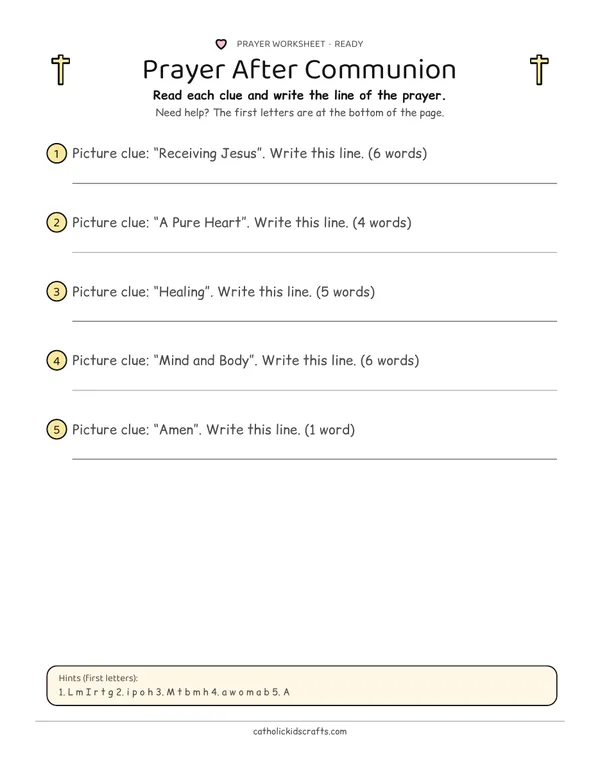 PRAYER WORKSHEET · READY
Prayer After Communion
Read each clue and write the line of the prayer.
Need help? The first letters are at the bottom of the page.
1 Picture clue: “Receiving Jesus”. Write this line. (6 words)
2 Picture clue: “A Pure Heart”. Write this line. (4 words)
3 Picture clue: “Healing”. Write this line. (5 words)
4 Picture clue: “Mind and Body”. Write this line. (6 words)
5 Picture clue: “Amen”. Write this line. (1 word)
Hints (first letters):
1. L m I r t g 2. i p o h 3. M t b m h 4. a w o m a b 5. A
catholickidscrafts.com